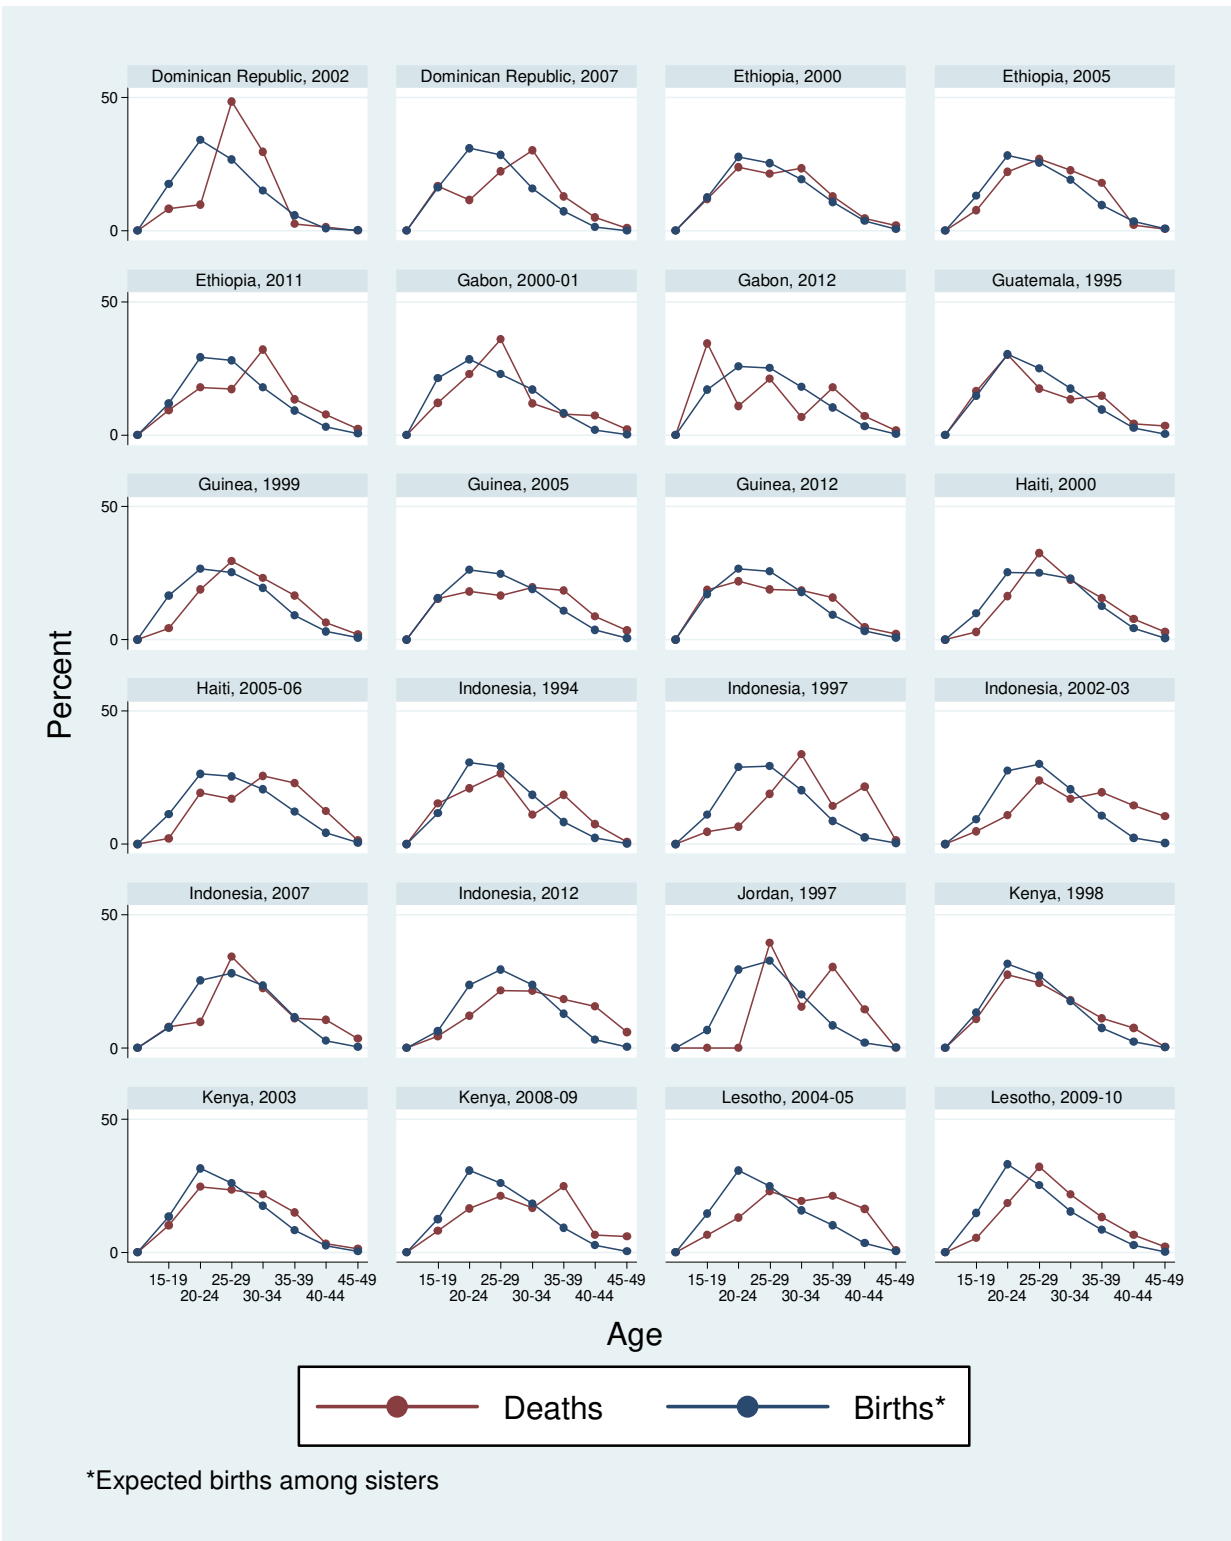 Dominican Republic, 2002
Dominican Republic, 2007
Ethiopia, 2000
Ethiopia, 2005
50
0
Ethiopia, 2011
Gabon, 2000-01
Gabon, 2012
Guatemala, 1995
50
0
Guinea, 1999
Guinea, 2005
Guinea, 2012
Haiti, 2000
50
0
Haiti, 2005-06
Indonesia, 1994
Indonesia, 1997
Indonesia, 2002-03
50
0
Indonesia, 2007
Indonesia, 2012
Jordan, 1997
Kenya, 1998
50
0
Kenya, 2003
Kenya, 2008-09
Lesotho, 2004-05
Lesotho, 2009-10
50
0
Percent
15-19 25-29 35-39 45-49
20-24 30-34 40-44
15-19 25-29 35-39 45-49
20-24 30-34 40-44
15-19 25-29 35-39 45-49
20-24 30-34 40-44
15-19 25-29 35-39 45-49
20-24 30-34 40-44
Age
Deaths
Births*
*Expected births among sisters